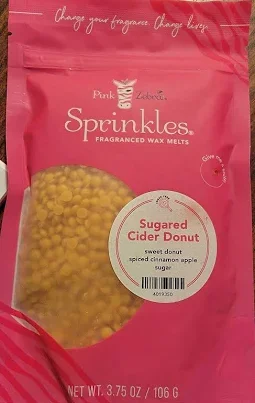 Change your fragrance. Change lives.
Pink Zebra
Sprinkles®
FRAGRANCED WAX MELTS
Sugared
Cider Donut
sweet donut
spiced cinnamon apple
sugar
NET WT. 3.75 OZ / 106 G